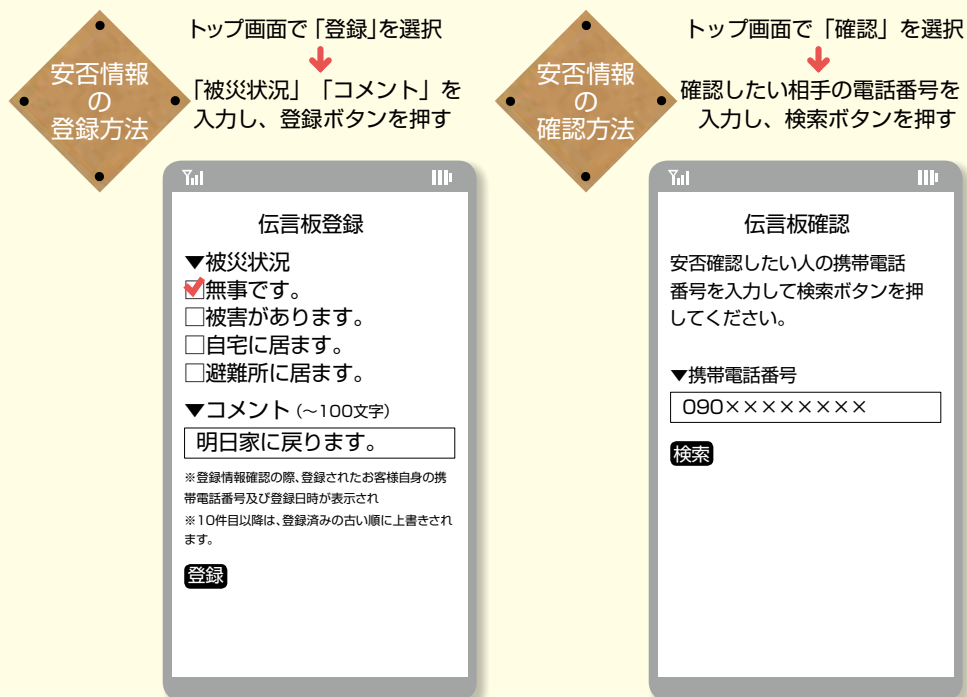 安否情報
の
登録方法
トップ画面で「登録」を選択
「被災状況」「コメント」を
入力し、登録ボタンを押す
伝言板登録
▼被災状況
☑無事です。
□被害があります。
□自宅に居ます。
□避難所に居ます。
▼コメント(~100文字)
明日家に戻ります。
※登録情報確認の際、登録されたお客様自身の携
帯電話番号及び登録日時が表示され
※10件目以降は、登録済みの古い順に上書きされ
ます。
登録
安否情報
の
確認方法
トップ画面で「確認」を選択
確認したい相手の電話番号を
入力し、検索ボタンを押す
伝言板確認
安否確認したい人の携帯電話
番号を入力して検索ボタンを押
してください。
▼携帯電話番号
090××××××××
検索